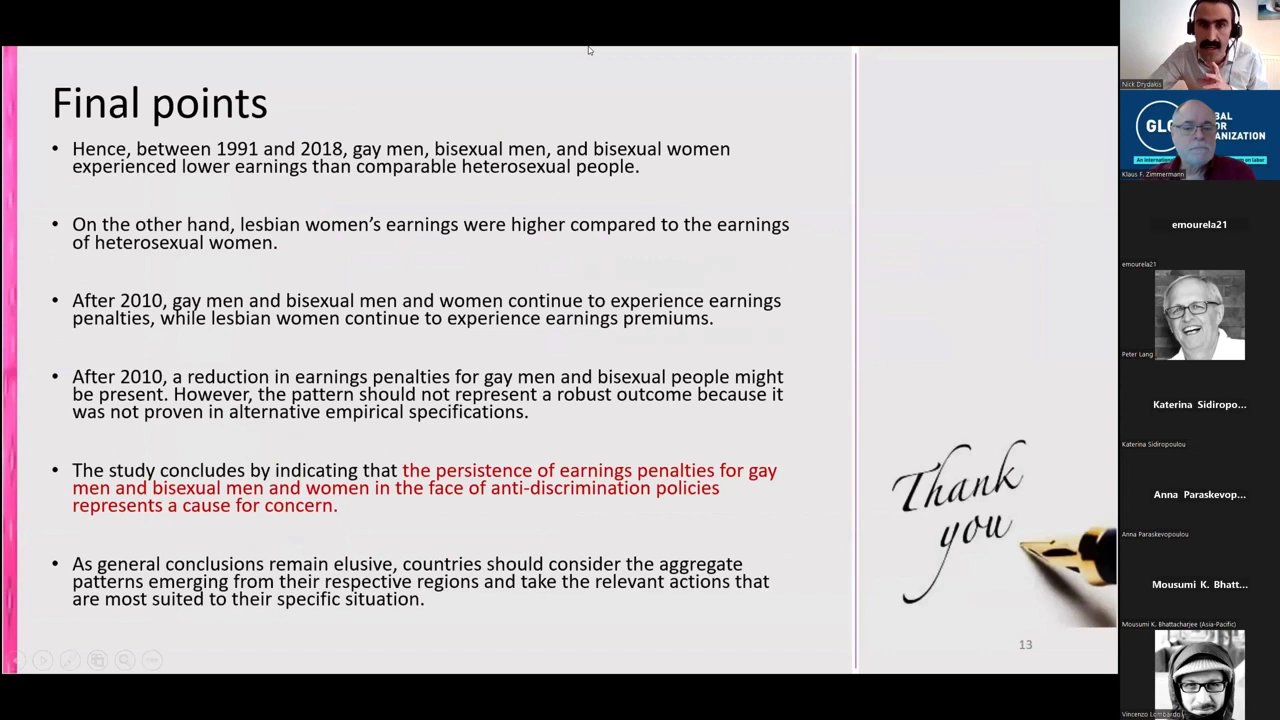 Final points
• Hence, between 1991 and 2018, gay men, bisexual men, and bisexual women
experienced lower earnings than comparable heterosexual people.
• On the other hand, lesbian women’s earnings were higher compared to the earnings
of heterosexual women.
• After 2010, gay men and bisexual men and women continue to experience earnings
penalties, while lesbian women continue to experience earnings premiums.
• After 2010, a reduction in earnings penalties for gay men and bisexual people might
be present. However, the pattern should not represent a robust outcome because it
was not proven in alternative empirical specifications.
• The study concludes by indicating that the persistence of earnings penalties for gay
men and bisexual men and women in the face of anti-discrimination policies
represents a cause for concern.
• As general conclusions remain elusive, countries should consider the aggregate
patterns emerging from their respective regions and take the relevant actions that
are most suited to their specific situation.
Thank
you
13
Nick Drydakis
GL
BAL
OR
ANIZATION
An internation
on labor
Klaus F. Zimmermann
emourela21
emourela21
Peter Lang
Katerina Sidiropo...
Katerina Sidiropoulou
Anna Paraskevop...
Anna Paraskevopoulou
Mousumi K. Bhatt...
Mousumi K. Bhattacharjee (Asia-Pacific)
Vincenzo Lombardo